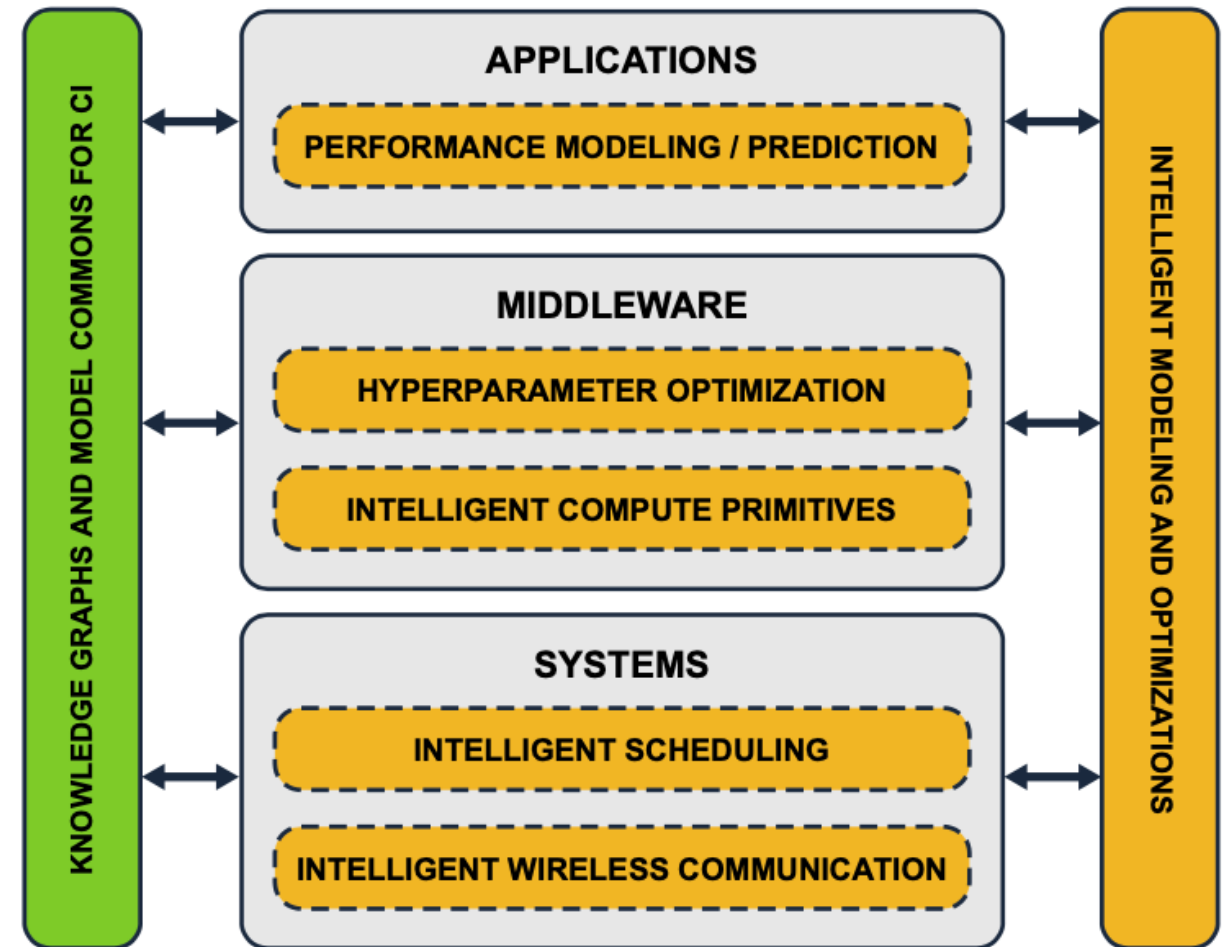 KNOWLEDGE GRAPHS AND MODEL COMMONS FOR CI
APPLICATIONS
PERFORMANCE MODELING / PREDICTION
MIDDLEWARE
HYPERPARAMETER OPTIMIZATION
INTELLIGENT COMPUTE PRIMITIVES
SYSTEMS
INTELLIGENT SCHEDULING
INTELLIGENT WIRELESS COMMUNICATION
INTELLIGENT MODELING AND OPTIMIZATIONS